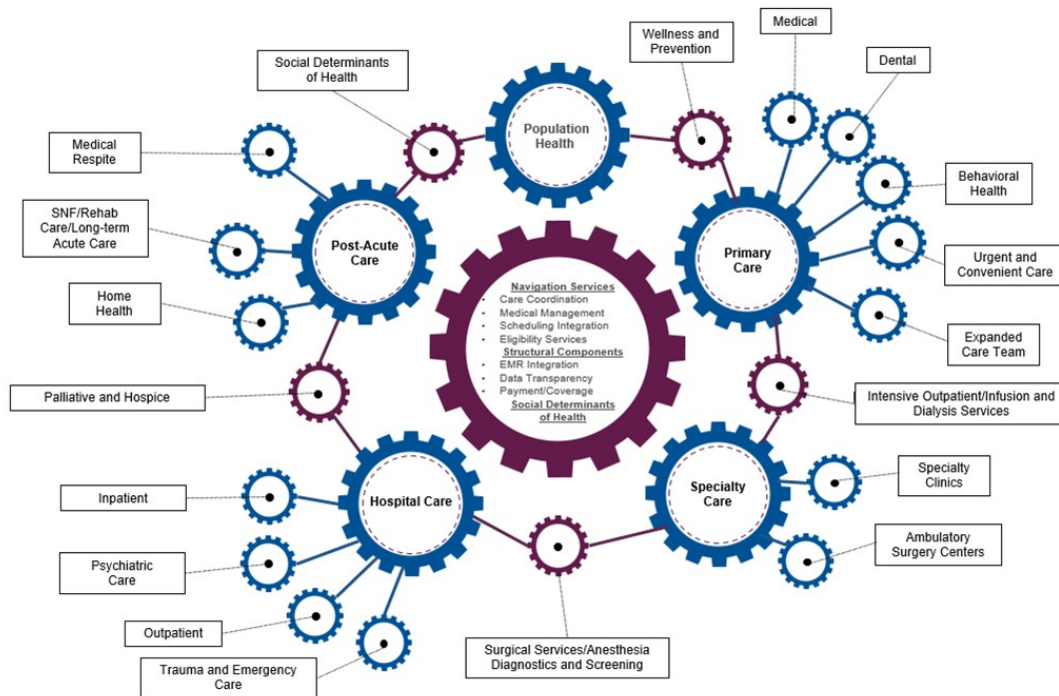 Medical
Wellness and
Prevention
Dental
Social Determinants
of Health
Population
Health
Medical
Respite
Behavioral
Health
SNF/Rehab
Care/Long-term
Acute Care
Post-Acute
Care
Primary
Care
Urgent and
Convenient Care
Home
Health
Navigation Services
• Care Coordination
• Medical Management
• Scheduling Integration
• Eligibility Services
Structural Components
• EMR Integration
• Data Transparency
• Payment/Coverage
Social Determinants
of Health
Expanded
Care Team
Palliative and Hospice
Intensive Outpatient/Infusion and
Dialysis Services
Inpatient
Hospital Care
Specialty
Care
Specialty
Clinics
Psychiatric
Care
Ambulatory
Surgery Centers
Outpatient
Trauma and Emergency
Care
Surgical Services/Anesthesia
Diagnostics and Screening